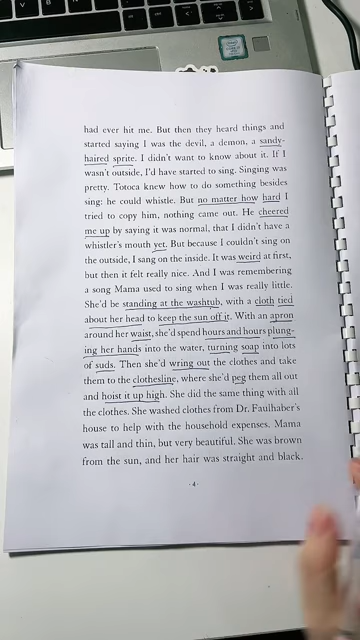 had ever hit me. But then they heard things and
started saying I was the devil, a demon, a sandy-
haired sprite. I didn't want to know about it. If I
wasn't outside, I'd have started to sing. Singing was
pretty. Totoca knew how to do something besides
sing: he could whistle. But no matter how hard I
tried to copy him, nothing came out. He cheered
me up by saying it was normal, that I didn't have a
whistler's mouth yet. But because I couldn't sing on
the outside, I sang on the inside. It was weird at first,
but then it felt really nice. And I was remembering
a song Mama used to sing when I was really little.
She'd be standing at the washtub, with a cloth tied
about her head to keep the sun off it. With an apron
around her waist, she'd spend hours and hours plung-
ing her hands into the water, turning soap into lots
of suds. Then she'd wring out the clothes and take
them to the clothesline, where she'd peg them all out
and hoist it up high. She did the same thing with all
the clothes. She washed clothes from Dr. Faulhaber's
house to help with the household expenses. Mama
was tall and thin, but very beautiful. She was brown
from the sun, and her hair was straight and black.
· 4 ·